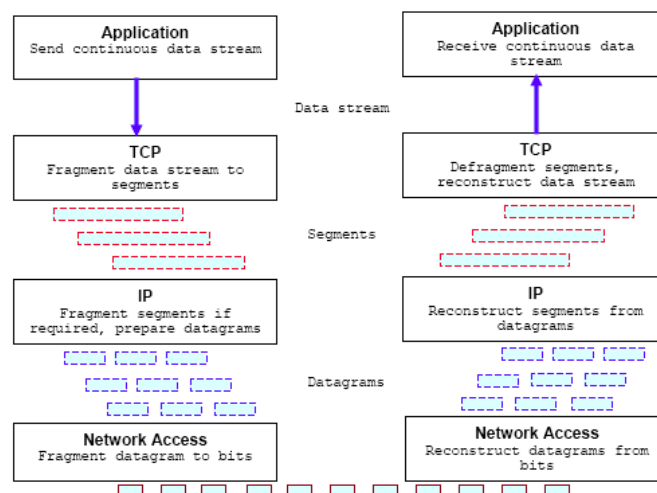 Application
Send continuous data stream
Application
Receive continuous data
stream
Data stream
TCP
Fragment data stream to
segments
TCP
Defragment segments,
reconstruct data stream
Segments
IP
Fragment segments if
required, prepare datagrams
IP
Reconstruct segments from
datagrams
Datagrams
Network Access
Fragment datagram to bits
Network Access
Reconstruct datagrams from
bits